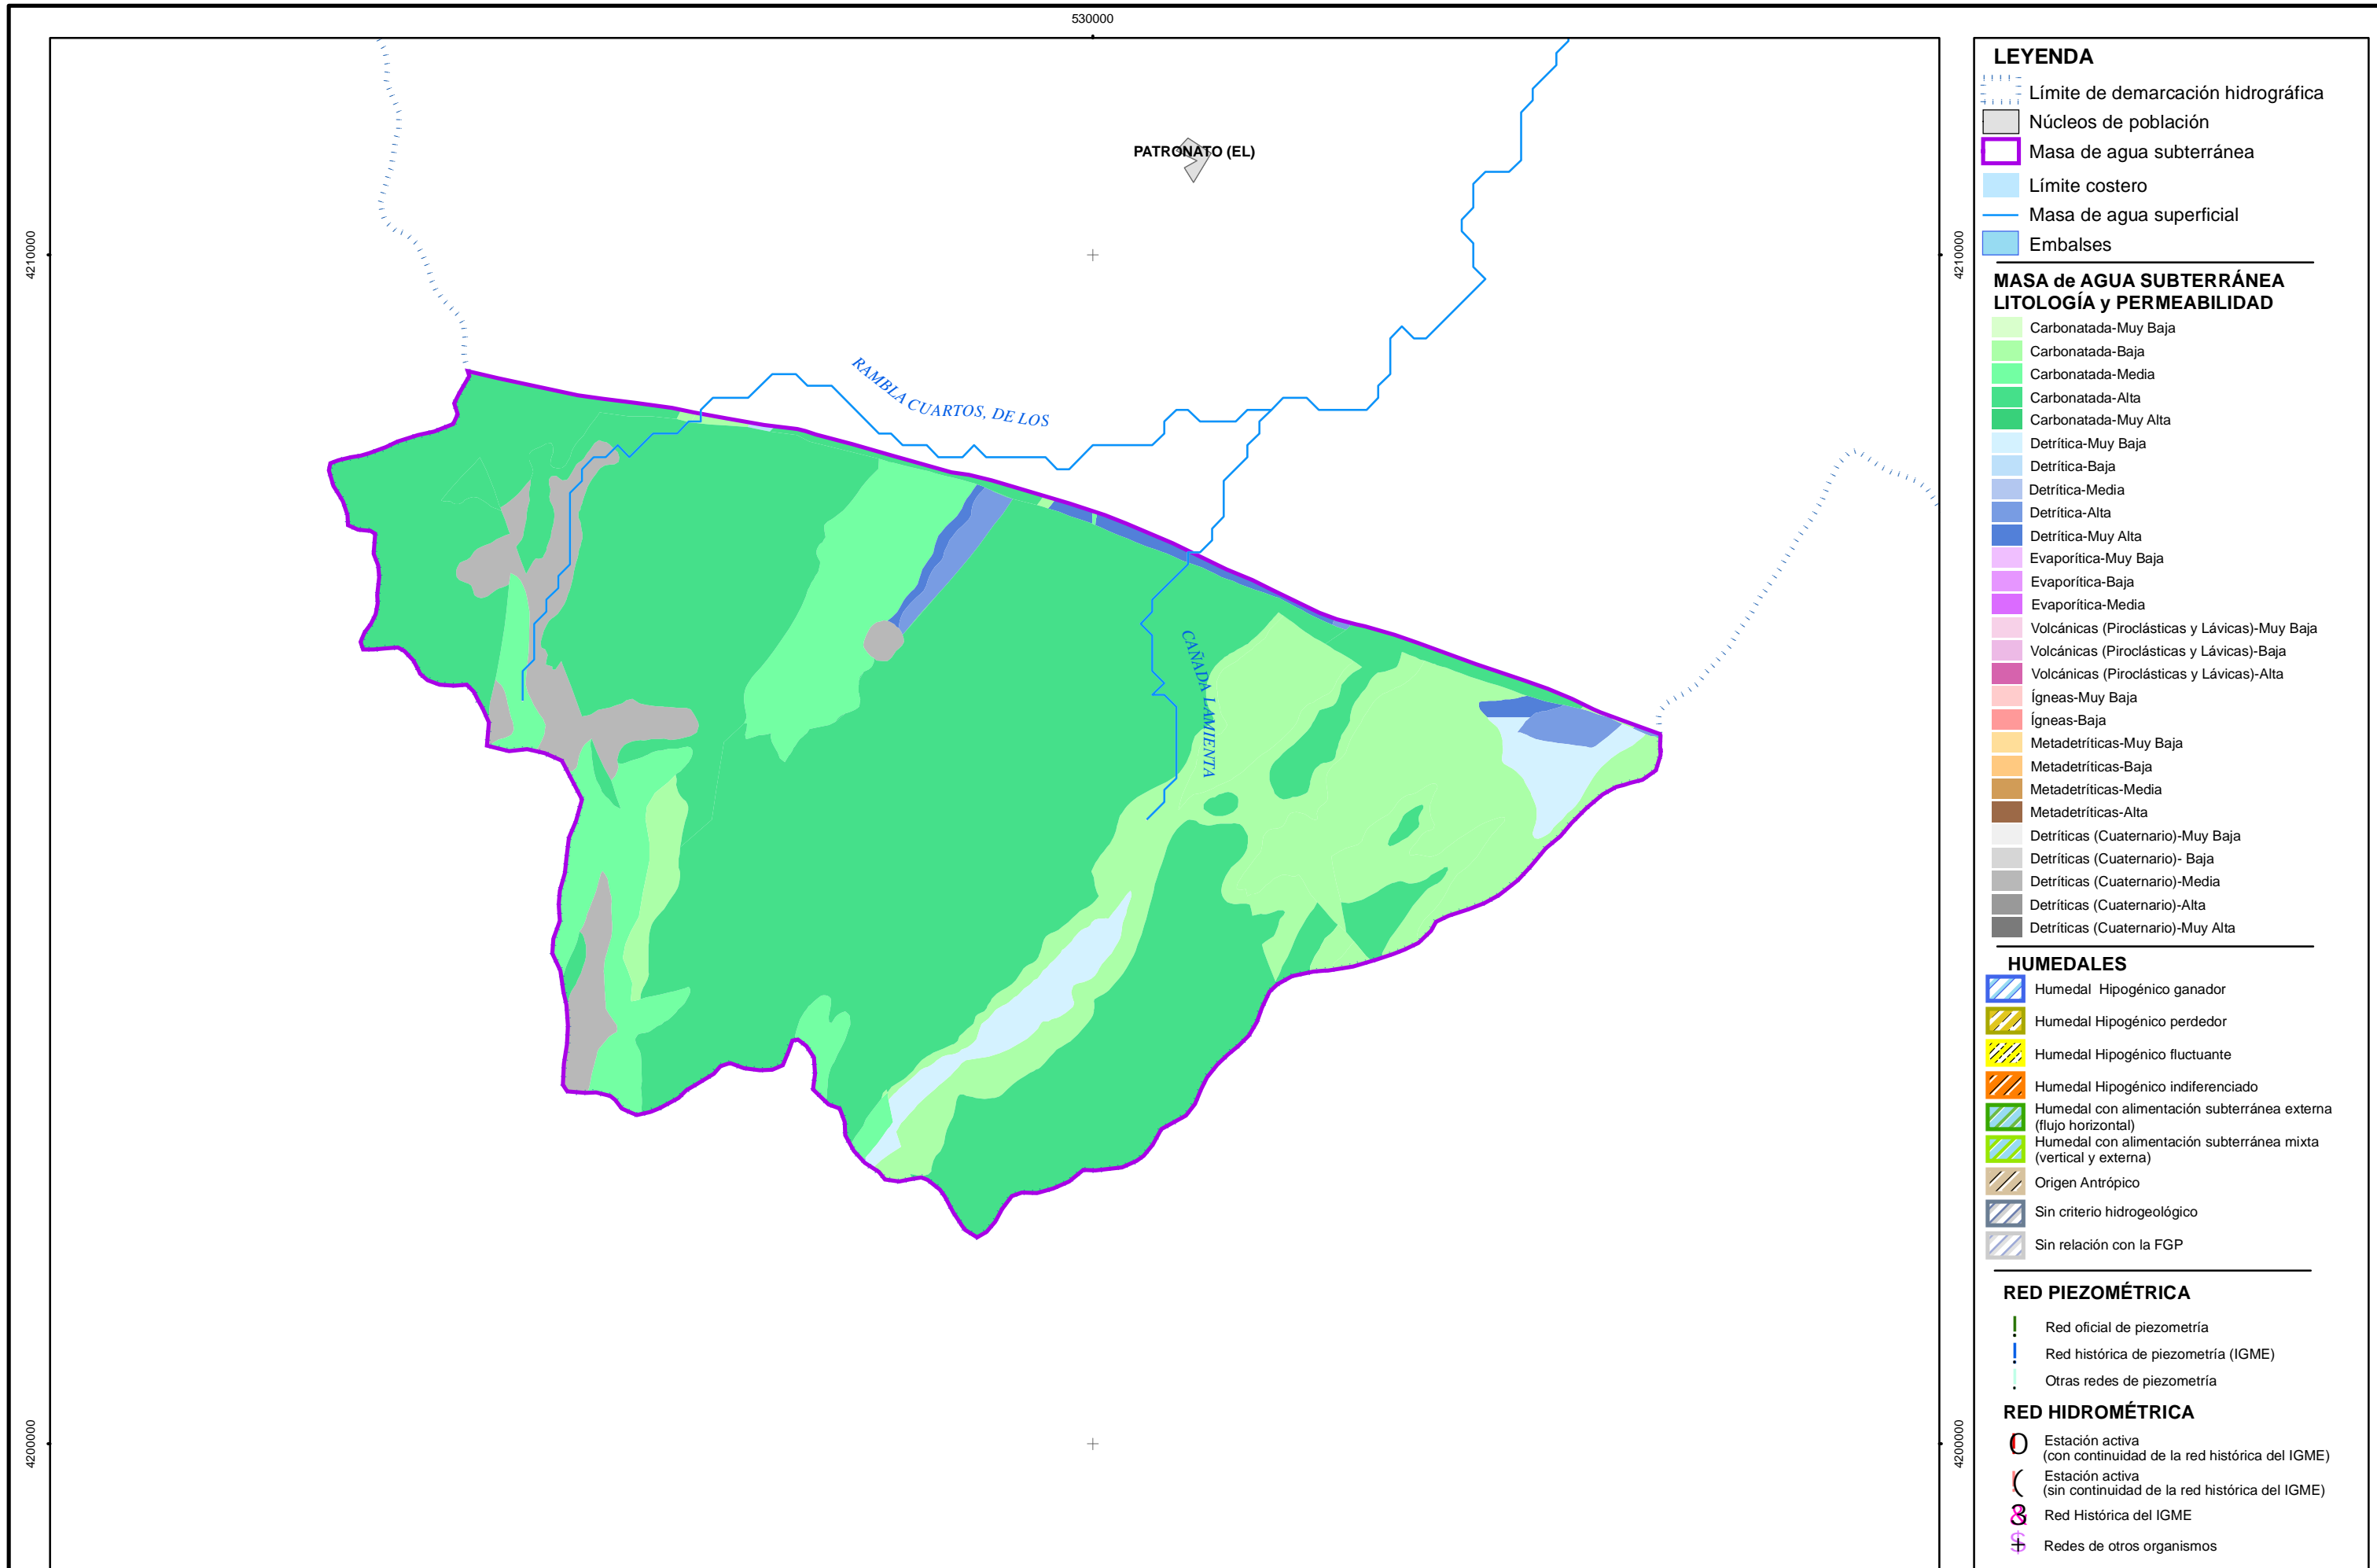 530000
4210000
4210000
4200000
4200000
PATRONATO (EL)
RAMBLA CUARTOS, DE LOS
CAÑADA LAMIENTA
LEYENDA
Límite de demarcación hidrográfica
Núcleos de población
Masa de agua subterránea
Límite costero
Masa de agua superficial
Embalses
MASA de AGUA SUBTERRÁNEA
LITOLOGÍA y PERMEABILIDAD
Carbonatada-Muy Baja
Carbonatada-Baja
Carbonatada-Media
Carbonatada-Alta
Carbonatada-Muy Alta
Detrítica-Muy Baja
Detrítica-Baja
Detrítica-Media
Detrítica-Alta
Detrítica-Muy Alta
Evaporítica-Muy Baja
Evaporítica-Baja
Evaporítica-Media
Volcánicas (Piroclásticas y Lávicas)-Muy Baja
Volcánicas (Piroclásticas y Lávicas)-Baja
Volcánicas (Piroclásticas y Lávicas)-Alta
Ígneas-Muy Baja
Ígneas-Baja
Metadetríticas-Muy Baja
Metadetríticas-Baja
Metadetríticas-Media
Metadetríticas-Alta
Detríticas (Cuaternario)-Muy Baja
Detríticas (Cuaternario)- Baja
Detríticas (Cuaternario)-Media
Detríticas (Cuaternario)-Alta
Detríticas (Cuaternario)-Muy Alta
HUMEDALES
Humedal Hipogénico ganador
Humedal Hipogénico perdedor
Humedal Hipogénico fluctuante
Humedal Hipogénico indiferenciado
Humedal con alimentación subterránea externa
(flujo horizontal)
Humedal con alimentación subterránea mixta
(vertical y externa)
Origen Antrópico
Sin criterio hidrogeológico
Sin relación con la FGP
RED PIEZOMÉTRICA
Red oficial de piezometría
Red histórica de piezometría (IGME)
Otras redes de piezometría
RED HIDROMÉTRICA
Estación activa
(con continuidad de la red histórica del IGME)
Estación activa
(sin continuidad de la red histórica del IGME)
Red Histórica del IGME
Redes de otros organismos